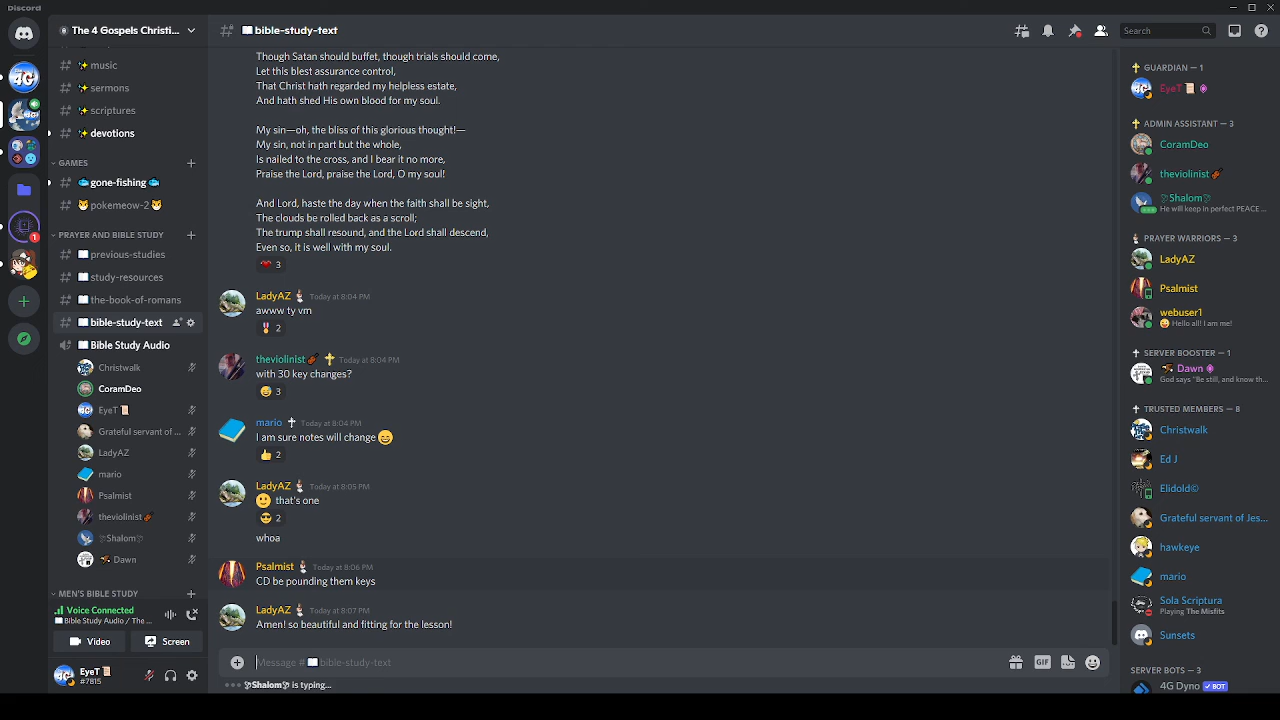 Discord
The 4 Gospels Christi...
bible-study-text
Search
music
sermons
scriptures
devotions
GAMES
gone-fishing
pokemeow-2
PRAYER AND BIBLE STUDY
previous-studies
study-resources
the-book-of-romans
bible-study-text
Bible Study Audio
Christwalk
CoramDeo
EyeT
Grateful servant of ...
LadyAZ
mario
Psalmist
theviolinist
Shalom
Dawn
MEN'S BIBLE STUDY
Voice Connected
Bible Study Audio / The ...
Video
Screen
EyeT
#7815
Though Satan should buffet, though trials should come,
Let this blest assurance control,
That Christ hath regarded my helpless estate,
And hath shed His own blood for my soul.
My sin—oh, the bliss of this glorious thought!—
My sin, not in part but the whole,
Is nailed to the cross, and I bear it no more,
Praise the Lord, praise the Lord, O my soul!
And Lord, haste the day when the faith shall be sight,
The clouds be rolled back as a scroll;
The trump shall resound, and the Lord shall descend,
Even so, it is well with my soul.
3
LadyAZ Today at 8:04 PM
awww ty vm
2
theviolinist Today at 8:04 PM
with 30 key changes?
3
mario Today at 8:04 PM
I am sure notes will change
2
LadyAZ Today at 8:05 PM
that's one
2
whoa
Psalmist Today at 8:06 PM
CD be pounding them keys
LadyAZ Today at 8:07 PM
Amen! so beautiful and fitting for the lesson!
Message # bible-study-text
GIF
Shalom is typing...
GUARDIAN — 1
EyeT
ADMIN ASSISTANT — 3
CoramDeo
theviolinist
Shalom
He will keep in perfect PEACE ...
PRAYER WARRIORS — 3
LadyAZ
Psalmist
webuser1
Hello all! I am me!
SERVER BOOSTER — 1
Dawn
God says "Be still, and know th...
TRUSTED MEMBERS — 8
Christwalk
Ed J
Elidold©
Grateful servant of Jes...
hawkeye
mario
Sola Scriptura
Playing The Misfits
Sunsets
SERVER BOTS — 3
4G Dyno BOT